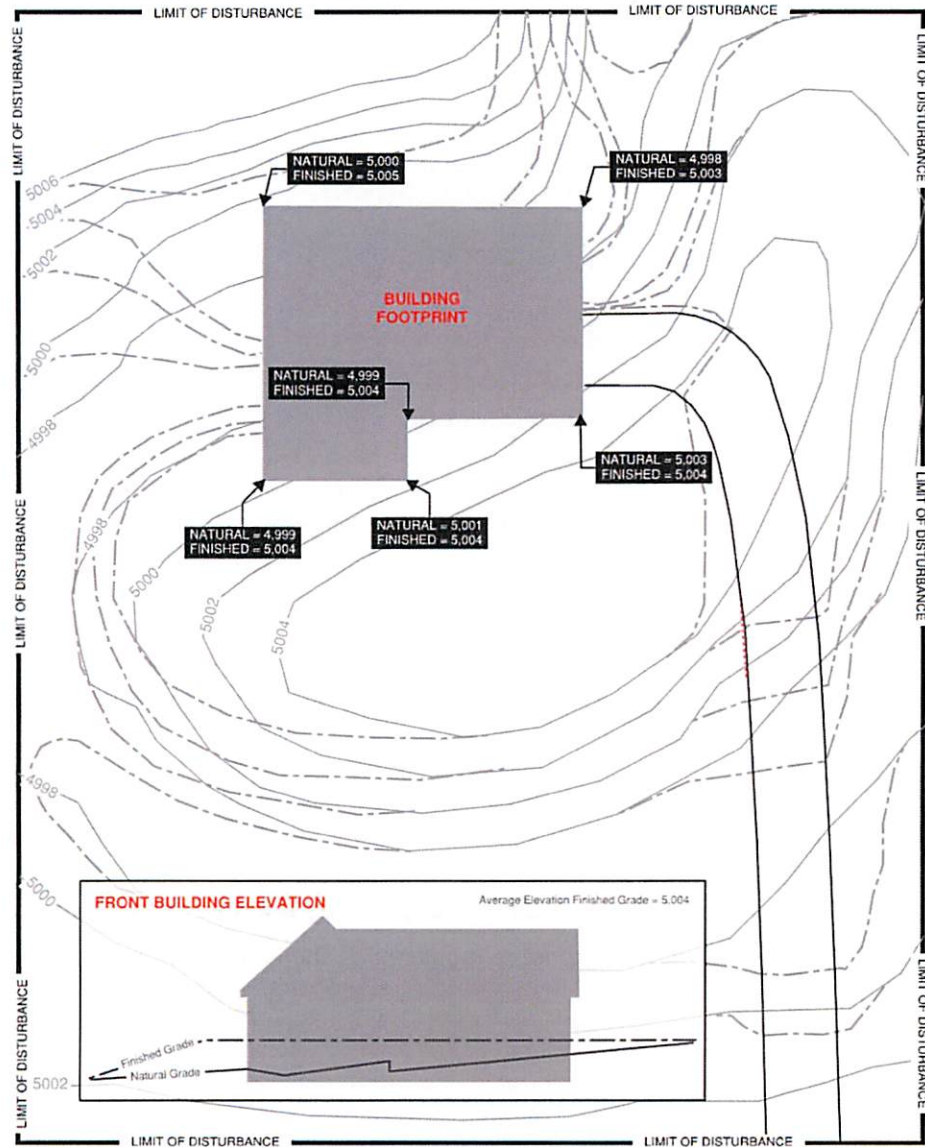 LIMIT OF DISTURBANCE
LIMIT OF DISTURBANCE
LIMIT OF DISTURBANCE
LIMIT OF DISTURBANCE
NATURAL = 5,000
FINISHED = 5,005
NATURAL = 4,998
FINISHED = 5,003
5006
5004
5002
5000
4998
BUILDING
FOOTPRINT
NATURAL = 4,999
FINISHED = 5,004
NATURAL = 5,003
FINISHED = 5,004
NATURAL = 4,999
FINISHED = 5,004
NATURAL = 5,001
FINISHED = 5,004
LIMIT OF DISTURBANCE
LIMIT OF DISTURBANCE
4998
5000
5002
5004
4998
5000
FRONT BUILDING ELEVATION
Average Elevation Finished Grade = 5,004
Finished Grade
Natural Grade
5002
LIMIT OF DISTURBANCE
LIMIT OF DISTURBANCE
LIMIT OF DISTURBANCE
LIMIT OF DISTURBANCE